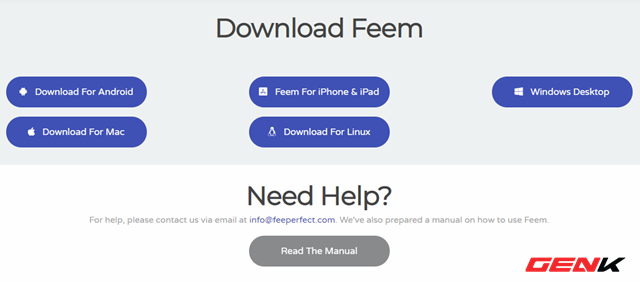 Download Feem
Download For Android
Feem For iPhone & iPad
Windows Desktop
Download For Mac
Download For Linux
Need Help?
For help, please contact us via email at info@feeperfect.com. We've also prepared a manual on how to use Feem.
Read The Manual
GENK